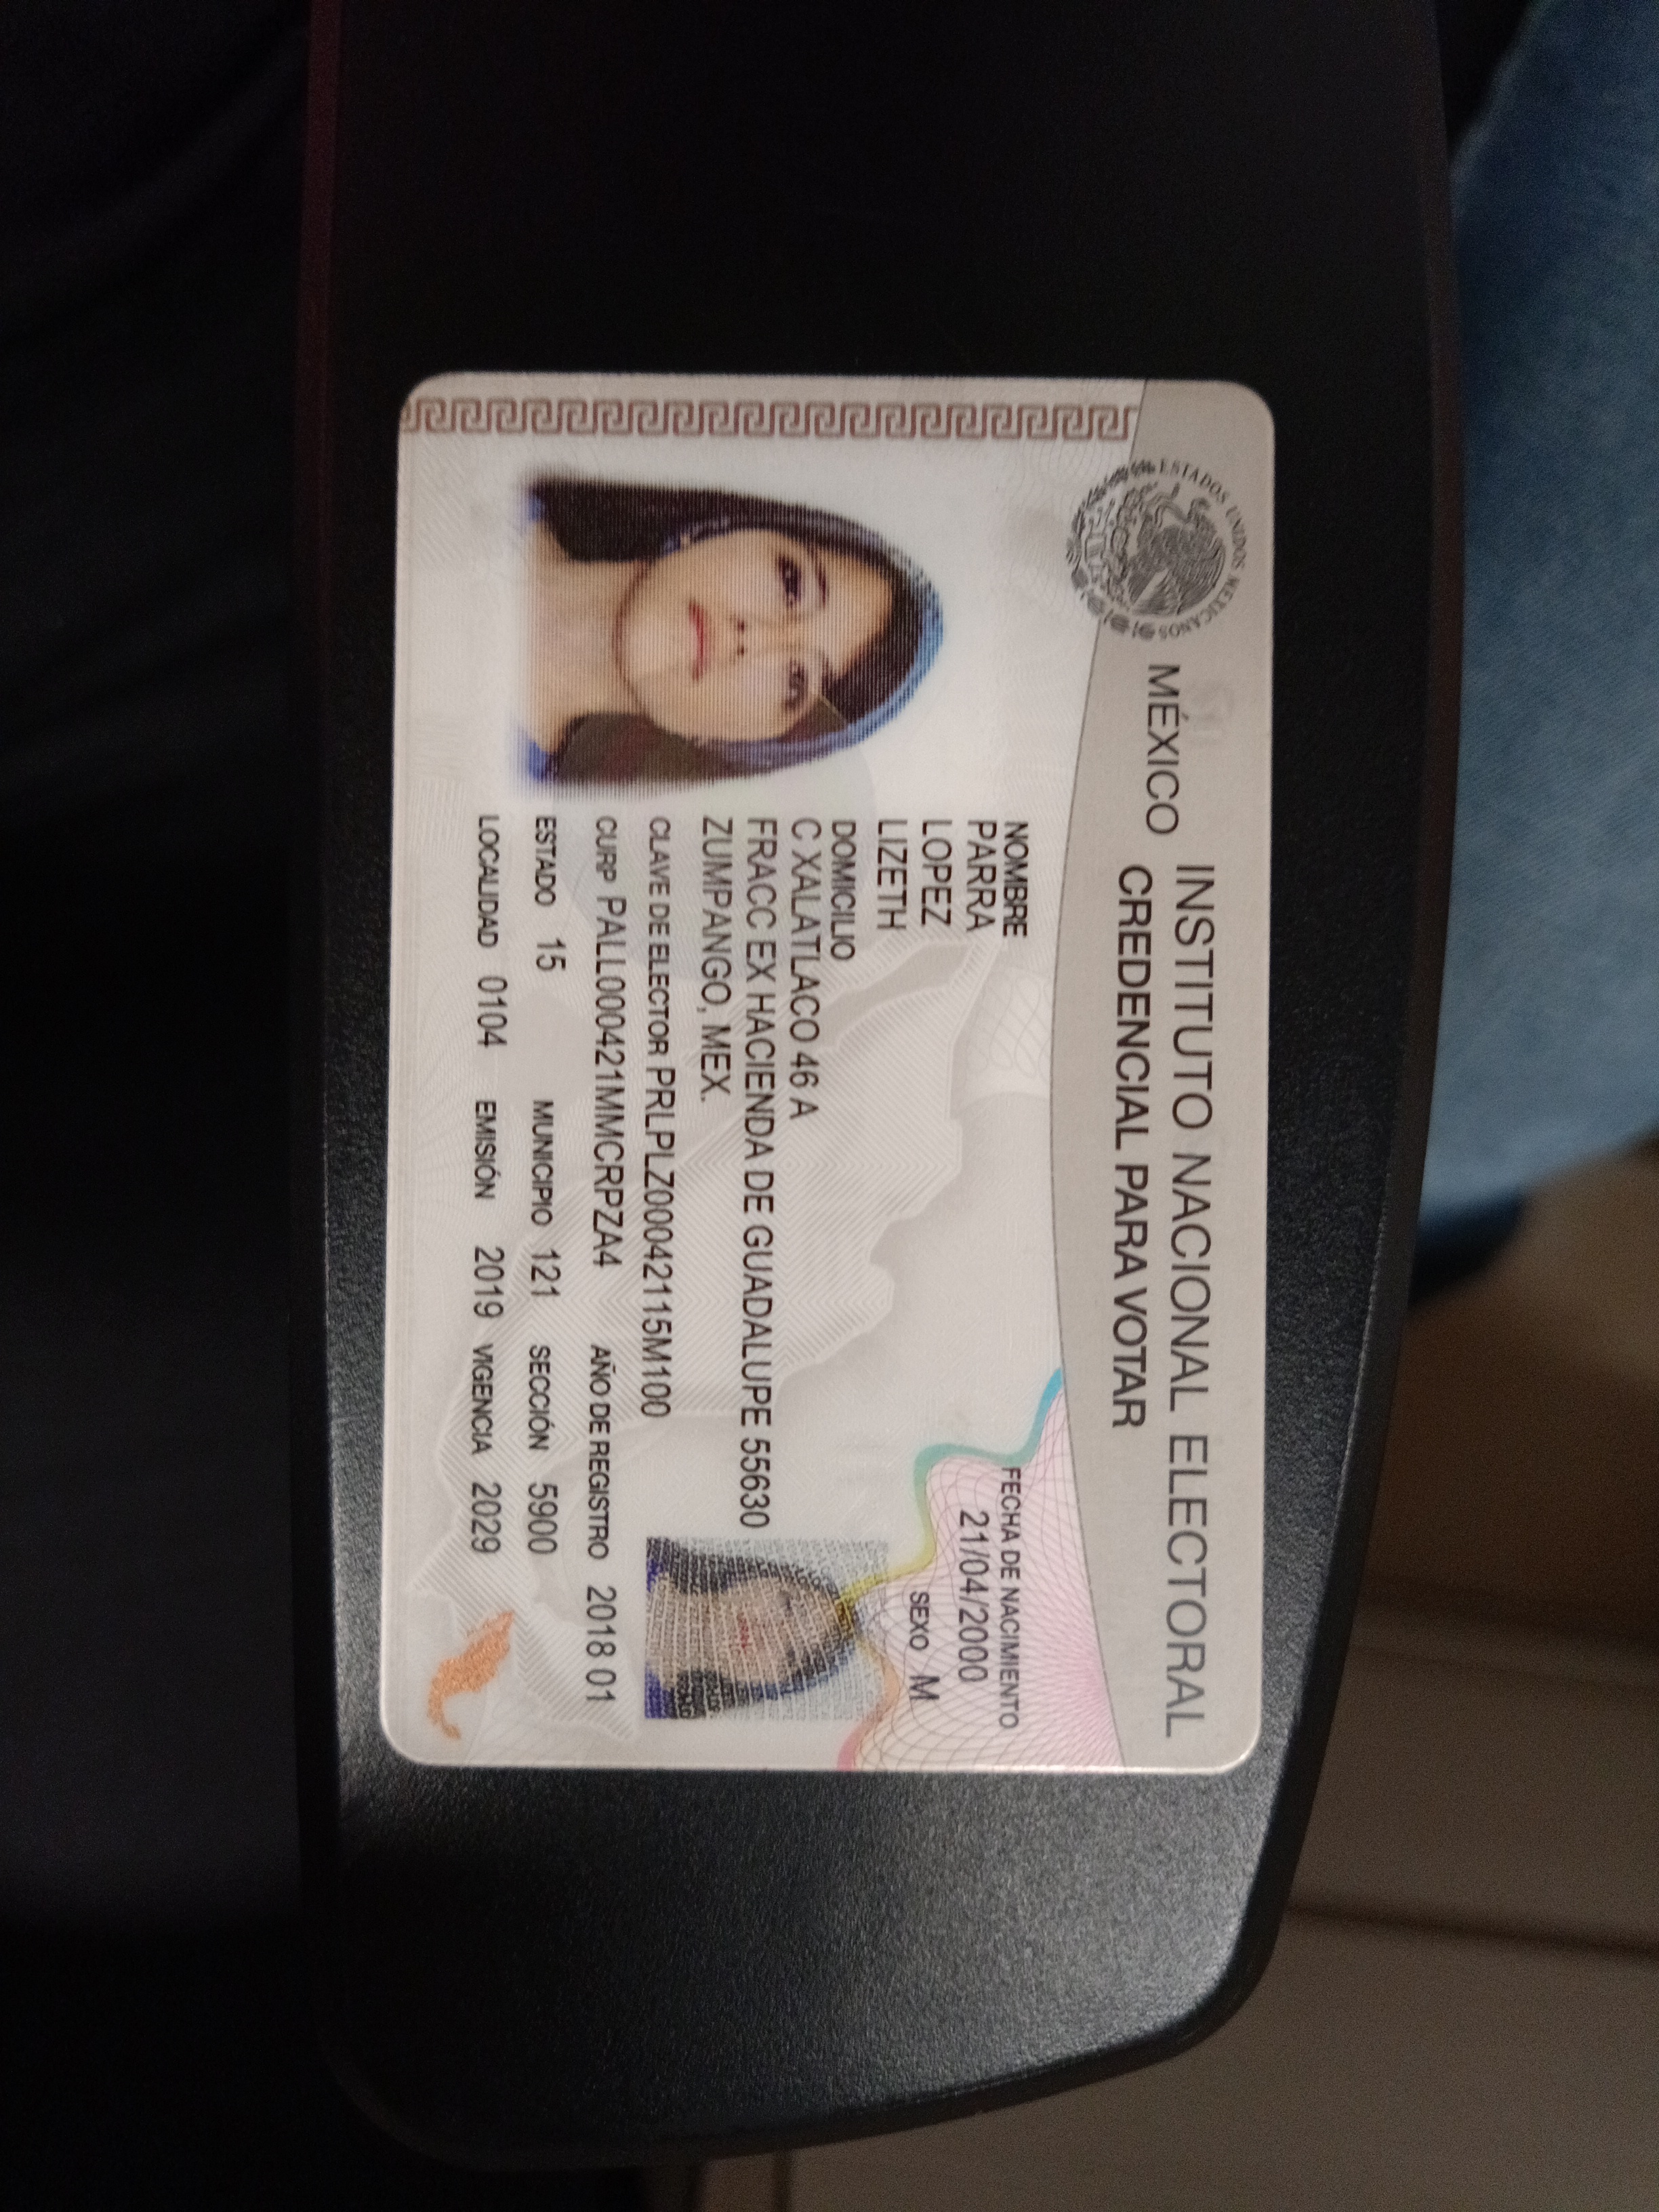 ESTADOS UNIDOS MEXICANOS
MÉXICO
INSTITUTO NACIONAL ELECTORAL
CREDENCIAL PARA VOTAR
NOMBRE
PARRA
LOPEZ
LIZETH
FECHA DE NACIMIENTO
21/04/2000
SEXO M
DOMICILIO
C XALATLACO 46 A
FRACC EX HACIENDA DE GUADALUPE 55630
ZUMPANGO, MEX.
CLAVE DE ELECTOR PRLPLZ00042115M100
CURP PALL000421MMCRPZA4 AÑO DE REGISTRO 2018 01
ESTADO 15 MUNICIPIO 121 SECCIÓN 5900
LOCALIDAD 0104 EMISIÓN 2019 VIGENCIA 2029